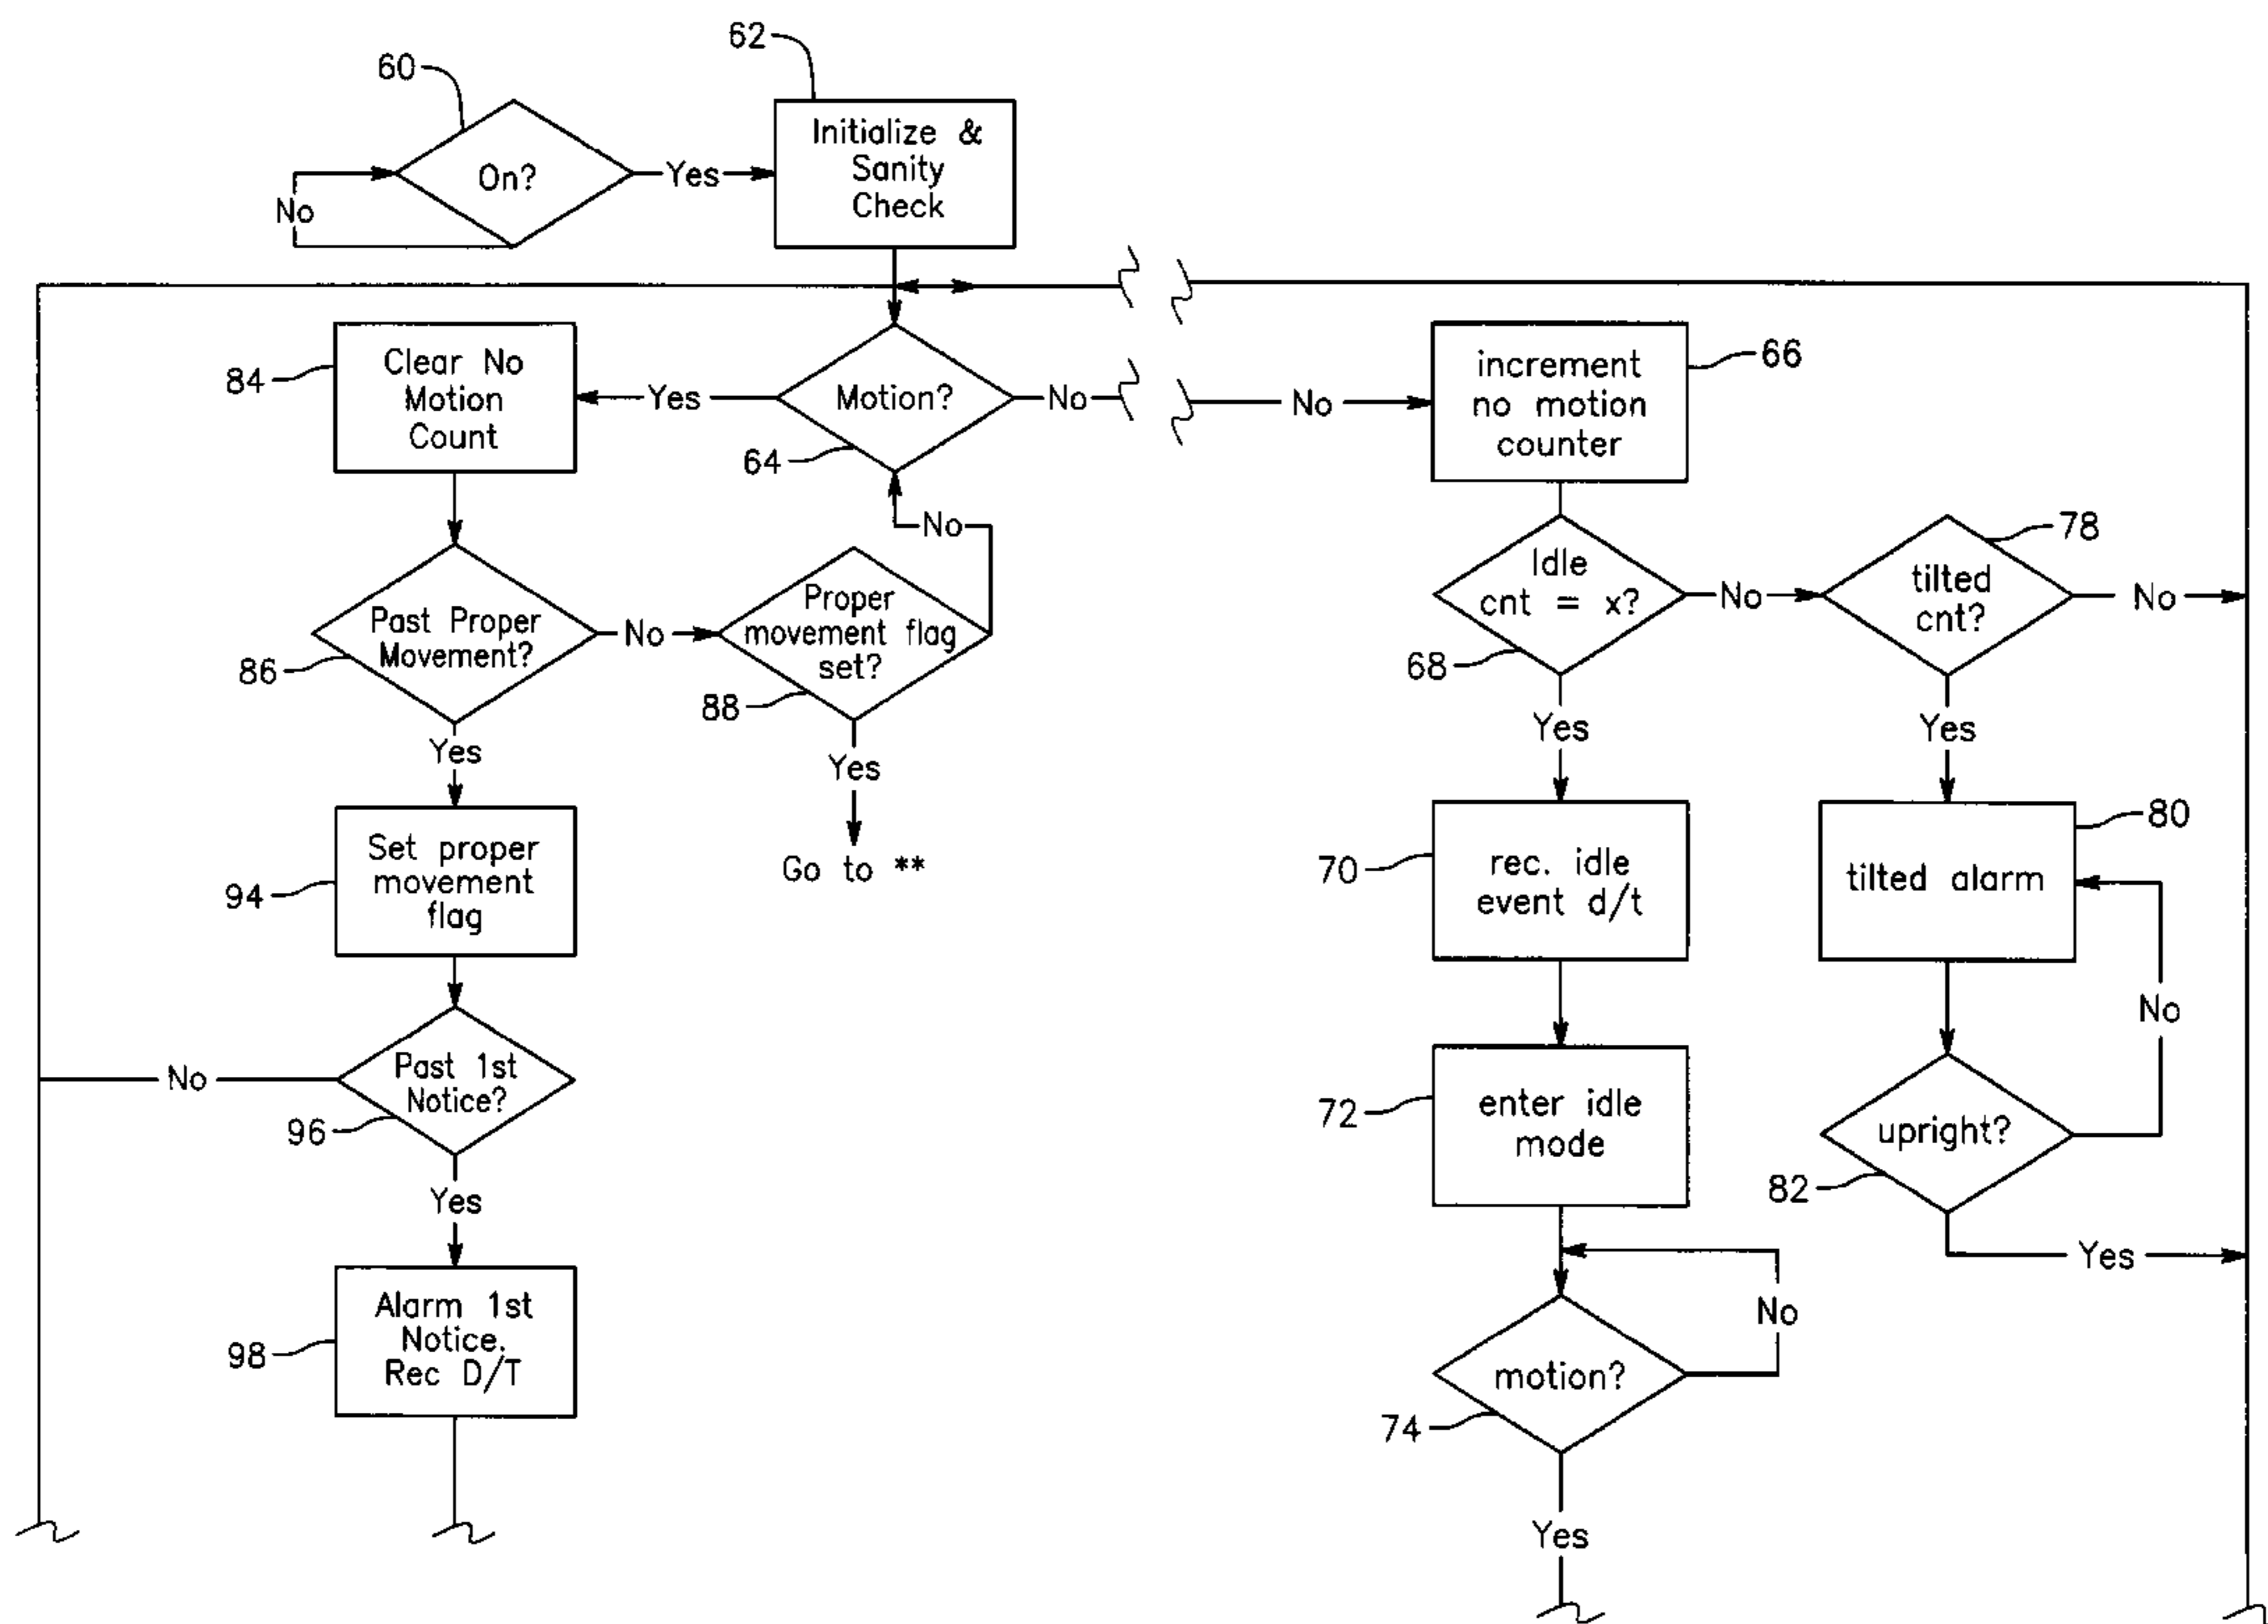 62
60
On?
Yes
No
Initialize &
Sanity
Check
84
Clear No
Motion
Count
Yes
Motion?
No
64
No
increment
no motion
counter
66
No
86
Past Proper
Movement?
No
Proper
movement flag
set?
88
Yes
Yes
Go to **
Idle
cnt = x?
68
No
tilted
cnt?
78
No
Yes
Yes
94
Set proper
movement
flag
70
rec. idle
event d/t
tilted alarm
80
No
No
Past 1st
Notice?
96
Yes
72
enter idle
mode
upright?
82
Yes
98
Alarm 1st
Notice.
Rec D/T
motion?
74
No
Yes